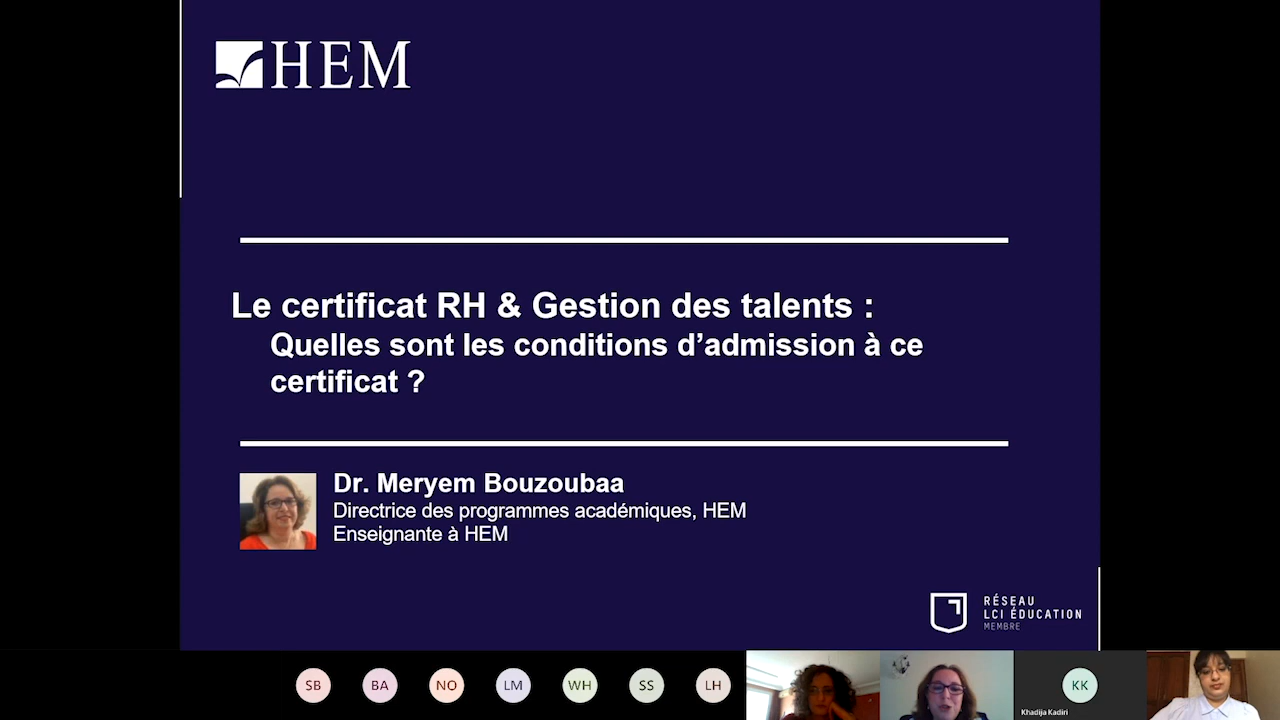 HEM
Le certificat RH & Gestion des talents :
Quelles sont les conditions d’admission à ce
certificat ?
Dr. Meryem Bouzoubaa
Directrice des programmes académiques, HEM
Enseignante à HEM
RÉSEAU
LCI ÉDUCATION
MEMBRE
SB BA NO LM WH SS LH KK
Khadija Kadiri